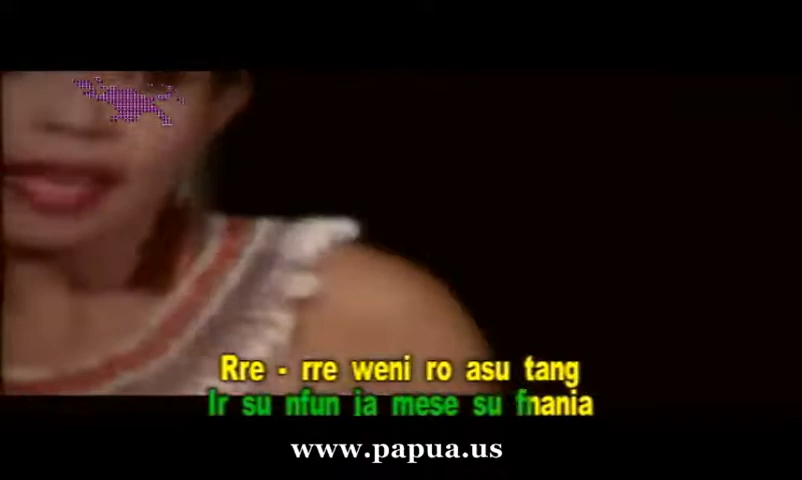 Rre - rre weni ro asu tang
Ir su nfun ia mese su fnania
www.papua.us